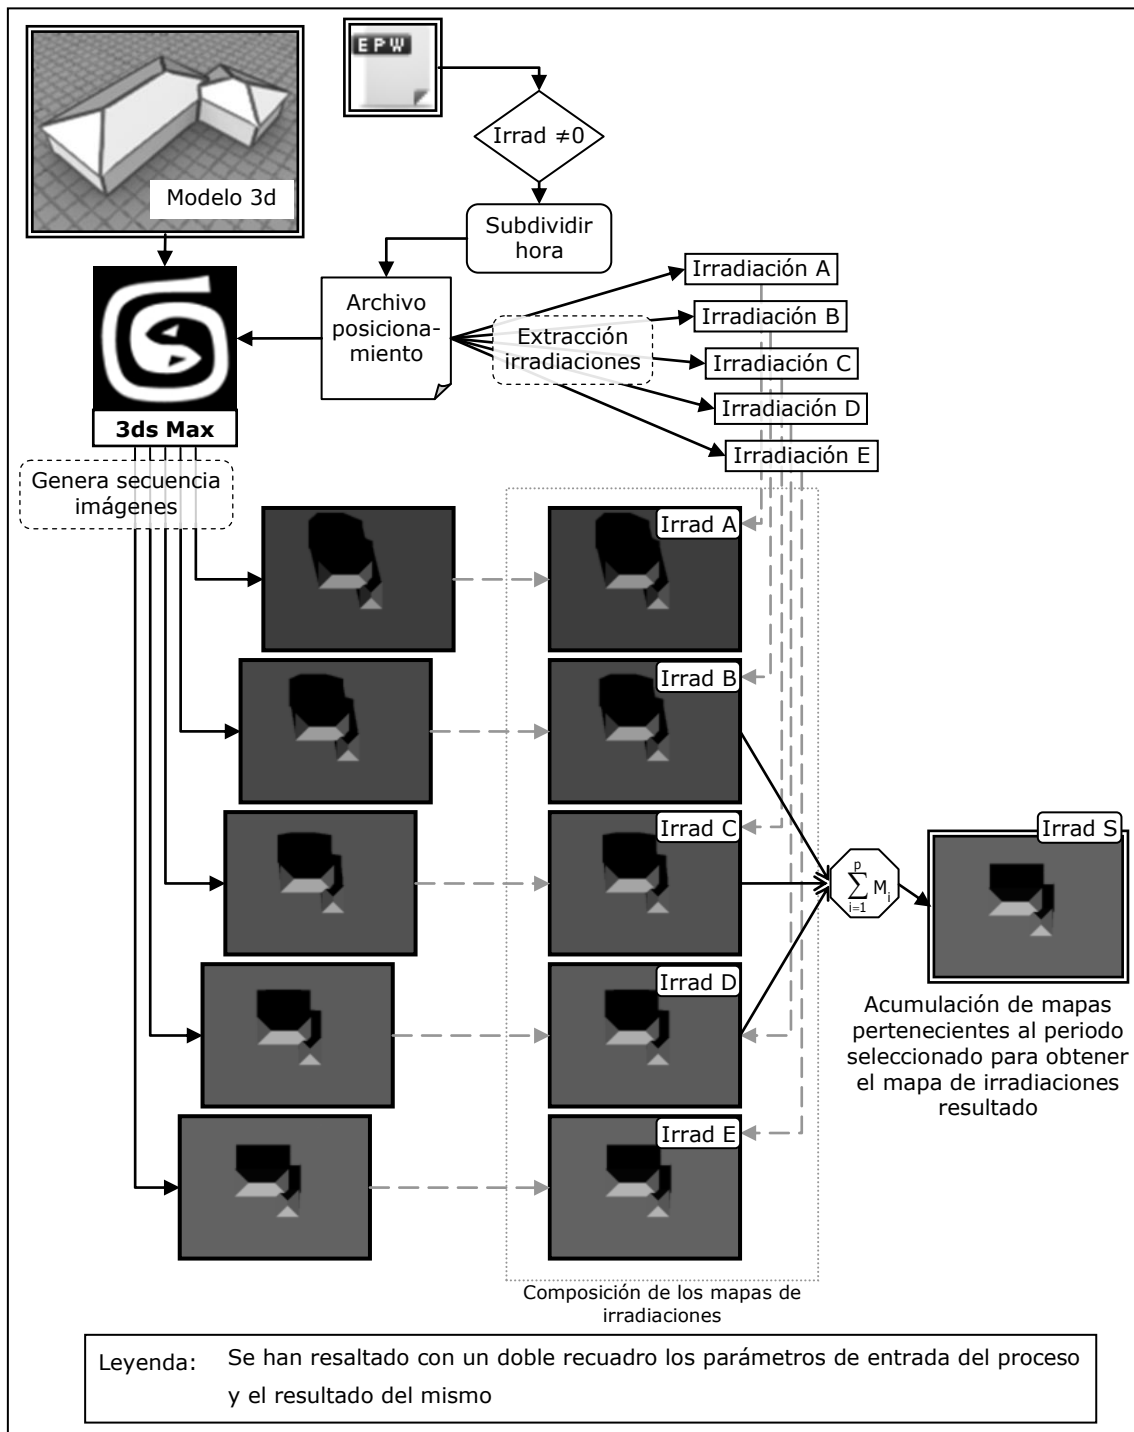 EPW
Irrad ≠0
Modelo 3d
Subdividir
hora
Archivo
posiciona-
miento
Extracción
irradiaciones
Irradiación A
Irradiación B
Irradiación C
Irradiación D
Irradiación E
3ds Max
Genera secuencia
imágenes
Irrad A
Irrad B
Irrad C
Irrad D
Irrad E
p
∑ Mi
i=1
Irrad S
Acumulación de mapas
pertenecientes al periodo
seleccionado para obtener
el mapa de irradiaciones
resultado
Composición de los mapas de
irradiaciones
Leyenda: Se han resaltado con un doble recuadro los parámetros de entrada del proceso
y el resultado del mismo